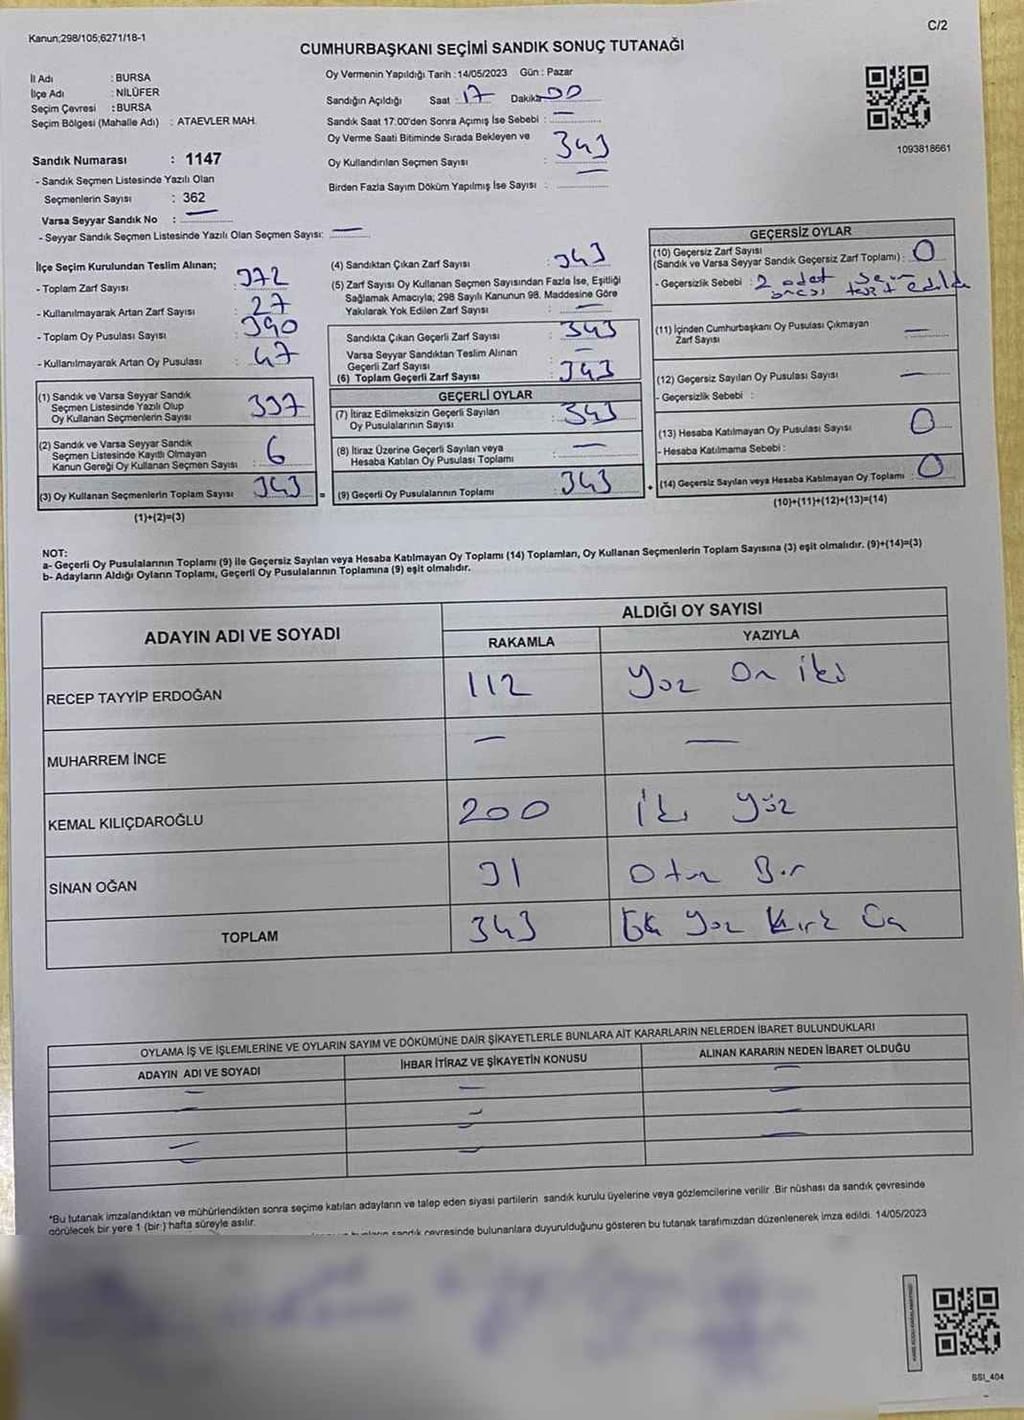 Kanun;298/105;6271/18-1
C/2
CUMHURBAŞKANI SEÇİMİ SANDIK SONUÇ TUTANAĞI
İl Adı : BURSA
İlçe Adı : NİLÜFER
Seçim Çevresi : BURSA
Seçim Bölgesi (Mahalle Adı) : ATAEVLER MAH.
Sandık Numarası : 1147
- Sandık Seçmen Listesinde Yazılı Olan
Seçmenlerin Sayısı : 362
Varsa Seyyar Sandık No : —
- Seyyar Sandık Seçmen Listesinde Yazılı Olan Seçmen Sayısı: —
Oy Vermenin Yapıldığı Tarih : 14/05/2023 Gün : Pazar
Sandığın Açıldığı Saat : 17 Dakika 00
Sandık Saat 17.00'den Sonra Açımış İse Sebebi : —
Oy Verme Saati Bitiminde Sırada Bekleyen ve
Oy Kullandırılan Seçmen Sayısı : 343
Birden Fazla Sayım Döküm Yapılmış İse Sayısı : —
1093818661
İlçe Seçim Kurulundan Teslim Alınan;
- Toplam Zarf Sayısı : 372
- Kullanılmayarak Artan Zarf Sayısı : 27
- Toplam Oy Pusulası Sayısı : 390
- Kullanılmayarak Artan Oy Pusulası : 47
(1) Sandık ve Varsa Seyyar Sandık
Seçmen Listesinde Yazılı Olup
Oy Kullanan Seçmenlerin Sayısı : 337
(2) Sandık ve Varsa Seyyar Sandık
Seçmen Listesinde Kayıtlı Olmayan
Kanun Gereği Oy Kullanan Seçmen Sayısı : 6
(3) Oy Kullanan Seçmenlerin Toplam Sayısı : 343
(1)+(2)=(3)
(4) Sandıktan Çıkan Zarf Sayısı : 343
(5) Zarf Sayısı Oy Kullanan Seçmen Sayısından Fazla İse, Eşitliği
Sağlamak Amacıyla; 298 Sayılı Kanunun 98. Maddesine Göre
Yakılarak Yok Edilen Zarf Sayısı : —
Sandıkta Çıkan Geçerli Zarf Sayısı : 343
Varsa Seyyar Sandıktan Teslim Alınan
Geçerli Zarf Sayısı : —
(6) Toplam Geçerli Zarf Sayısı : 343
GEÇERLİ OYLAR
(7) İtiraz Edilmeksizin Geçerli Sayılan
Oy Pusulalarının Sayısı : 343
(8) İtiraz Üzerine Geçerli Sayılan veya
Hesaba Katılan Oy Pusulası Toplamı : —
= (9) Geçerli Oy Pusulalarının Toplamı : 343
GEÇERSİZ OYLAR
(10) Geçersiz Zarf Sayısı
(Sandık ve Varsa Seyyar Sandık Geçersiz Zarf Toplamı) : 0
- Geçersizlik Sebebi : 2 adet
tespit edildi
(11) İçinden Cumhurbaşkanı Oy Pusulası Çıkmayan
Zarf Sayısı : —
(12) Geçersiz Sayılan Oy Pusulası Sayısı : —
- Geçersizlik Sebebi :
(13) Hesaba Katılmayan Oy Pusulası Sayısı : 0
- Hesaba Katılmama Sebebi :
+ (14) Geçersiz Sayılan veya Hesaba Katılmayan Oy Toplamı : 0
(10)+(11)+(12)+(13)=(14)
NOT:
a- Geçerli Oy Pusulalarının Toplamı (9) ile Geçersiz Sayılan veya Hesaba Katılmayan Oy Toplamı (14) Toplamları, Oy Kullanan Seçmenlerin Toplam Sayısına (3) eşit olmalıdır. (9)+(14)=(3)
b- Adayların Aldığı Oyların Toplamı, Geçerli Oy Pusulalarının Toplamına (9) eşit olmalıdır.
ADAYIN ADI VE SOYADI ALDIĞI OY SAYISI
RAKAMLA YAZIYLA
RECEP TAYYİP ERDOĞAN 112 Yüz On iki
MUHARREM İNCE — —
KEMAL KILIÇDAROĞLU 200 İki yüz
SİNAN OĞAN 31 Otuz Bir
TOPLAM 343 Yüz Kırk Üç
OYLAMA İŞ VE İŞLEMLERİNE VE OYLARIN SAYIM VE DÖKÜMÜNE DAİR ŞİKAYETLERLE BUNLARA AİT KARARLARIN NELERDEN İBARET BULUNDUKLARI
ADAYIN ADI VE SOYADI İHBAR İTİRAZ VE ŞİKAYETİN KONUSU ALINAN KARARIN NEDEN İBARET OLDUĞU
*Bu tutanak imzalandıktan ve mühürlendikten sonra seçime katılan adayların ve talep eden siyasi partilerin sandık kurulu üyelerine veya gözlemcilerine verilir .Bir nüshası da sandık çevresinde
görülecek bir yere 1 (bir ) hafta süreyle asılır.
sandık çevresinde bulunanlara duyurulduğunu gösteren bu tutanak tarafımızdan düzenlenerek imza edildi. 14/05/2023
SSI_404